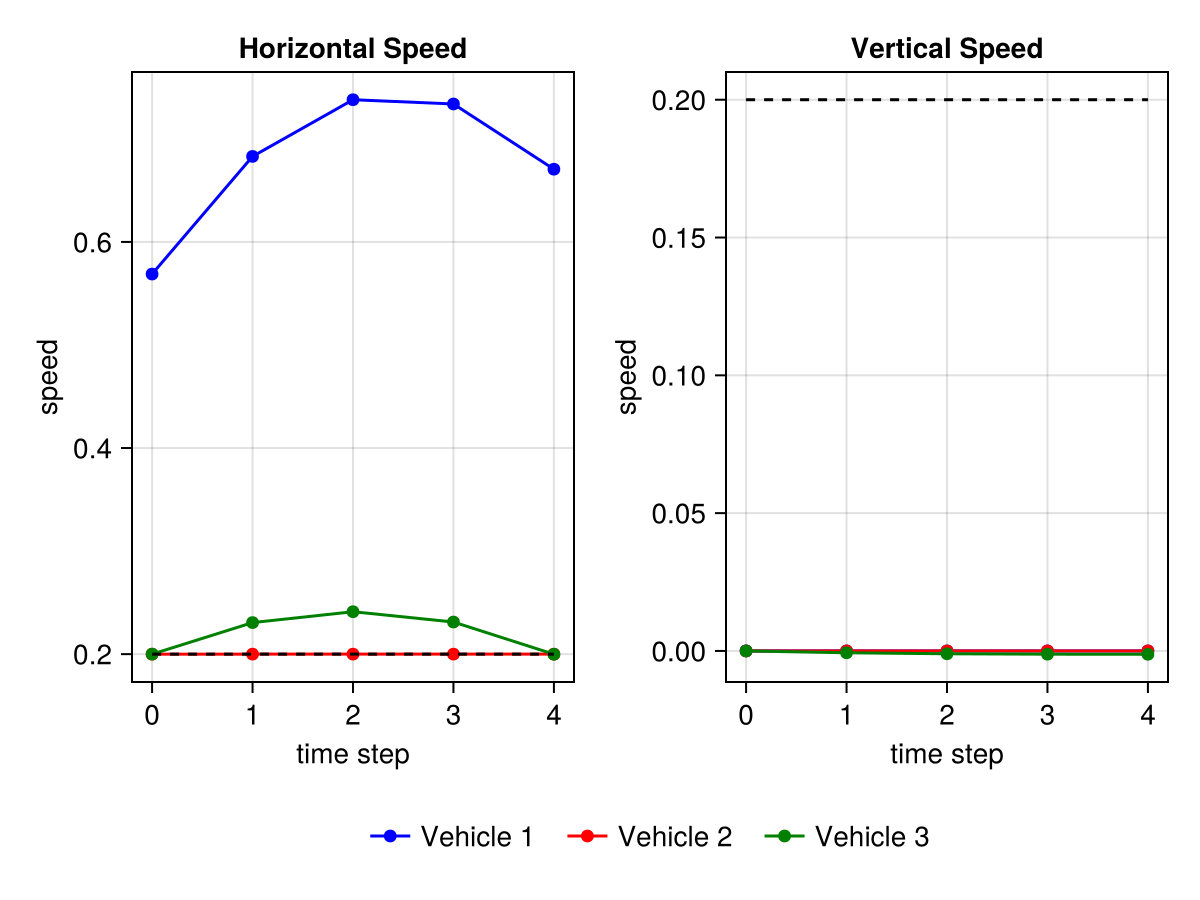 Horizontal Speed
speed
0.6
0.4
0.2
0 1 2 3 4
time step
Vertical Speed
speed
0.20
0.15
0.10
0.05
0.00
0 1 2 3 4
time step
Vehicle 1 Vehicle 2 Vehicle 3